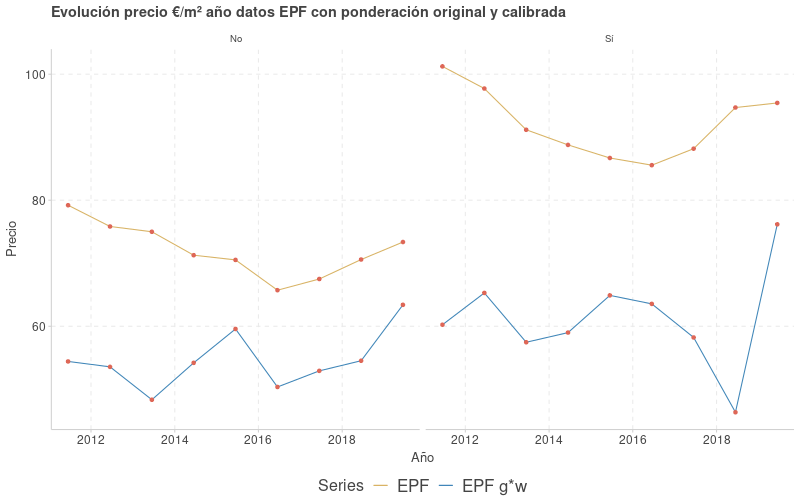 Evolución precio €/m² año datos EPF con ponderación original y calibrada
No Sí
100
80
60
2012 2014 2016 2018 2012 2014 2016 2018
Precio
Año
Series EPF EPF g*w